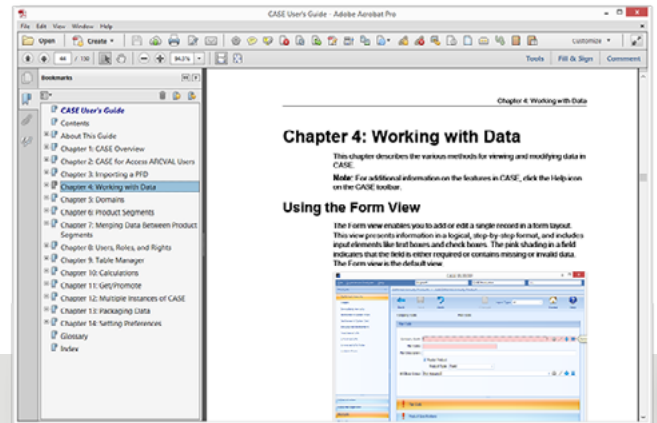 CASE User's Guide - Adobe Acrobat Pro
File Edit View Window Help
Open Create Customize
44 / 130 94.3% Tools Fill & Sign Comment
Bookmarks
CASE User's Guide
Contents
About This Guide
Chapter 1: CASE Overview
Chapter 2: CASE for Access ARCVAL Users
Chapter 3: Importing a PFD
Chapter 4: Working with Data
Chapter 5: Domains
Chapter 6: Product Segments
Chapter 7: Merging Data Between Product
Segments
Chapter 8: Users, Roles, and Rights
Chapter 9: Table Manager
Chapter 10: Calculations
Chapter 11: Get/Promote
Chapter 12: Multiple Instances of CASE
Chapter 13: Packaging Data
Chapter 14: Setting Preferences
Glossary
Index
Chapter 4: Working with Data
Chapter 4: Working with Data
This chapter describes the various methods for viewing and modifying data in
CASE.
Note: For additional information on the features in CASE, click the Help icon
on the CASE toolbar.
Using the Form View
The Form view enables you to add or edit a single record in a form layout.
This view presents information in a logical, step-by-step format, and includes
input elements like text boxes and check boxes. The pink shading in a field
indicates that the field is either required or contains missing or invalid data.
The Form view is the default view.